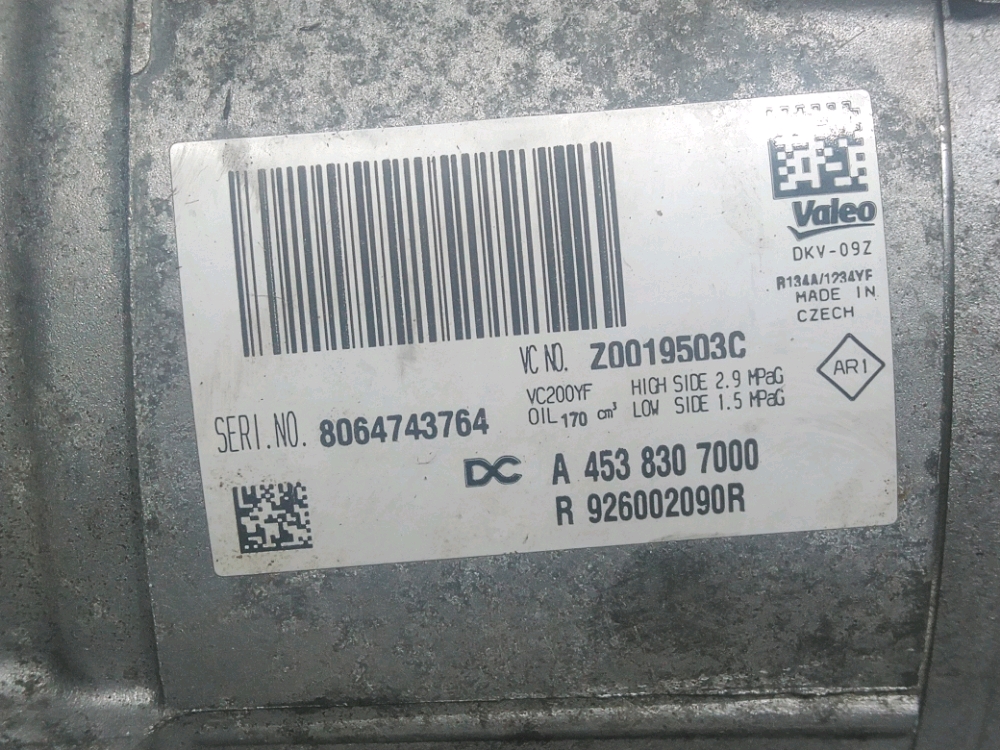 Valeo
DKV-09Z
R134A/1234YF
MADE IN
CZECH
VC NO. Z0019503C
VC200YF HIGH SIDE 2.9 MPaG
OIL 170 cm³ LOW SIDE 1.5 MPaG
AR1
SERI.NO. 8064743764
DC A 453 830 7000
R 926002090R